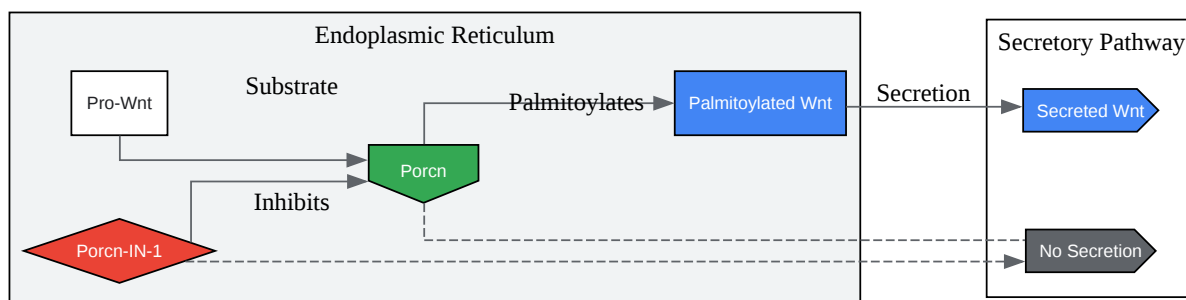 Endoplasmic Reticulum
Secretory Pathway
Substrate
Pro-Wnt
Palmitoylates
Palmitoylated Wnt
Secretion
Secreted Wnt
Porcn
Inhibits
Porcn-IN-1
No Secretion